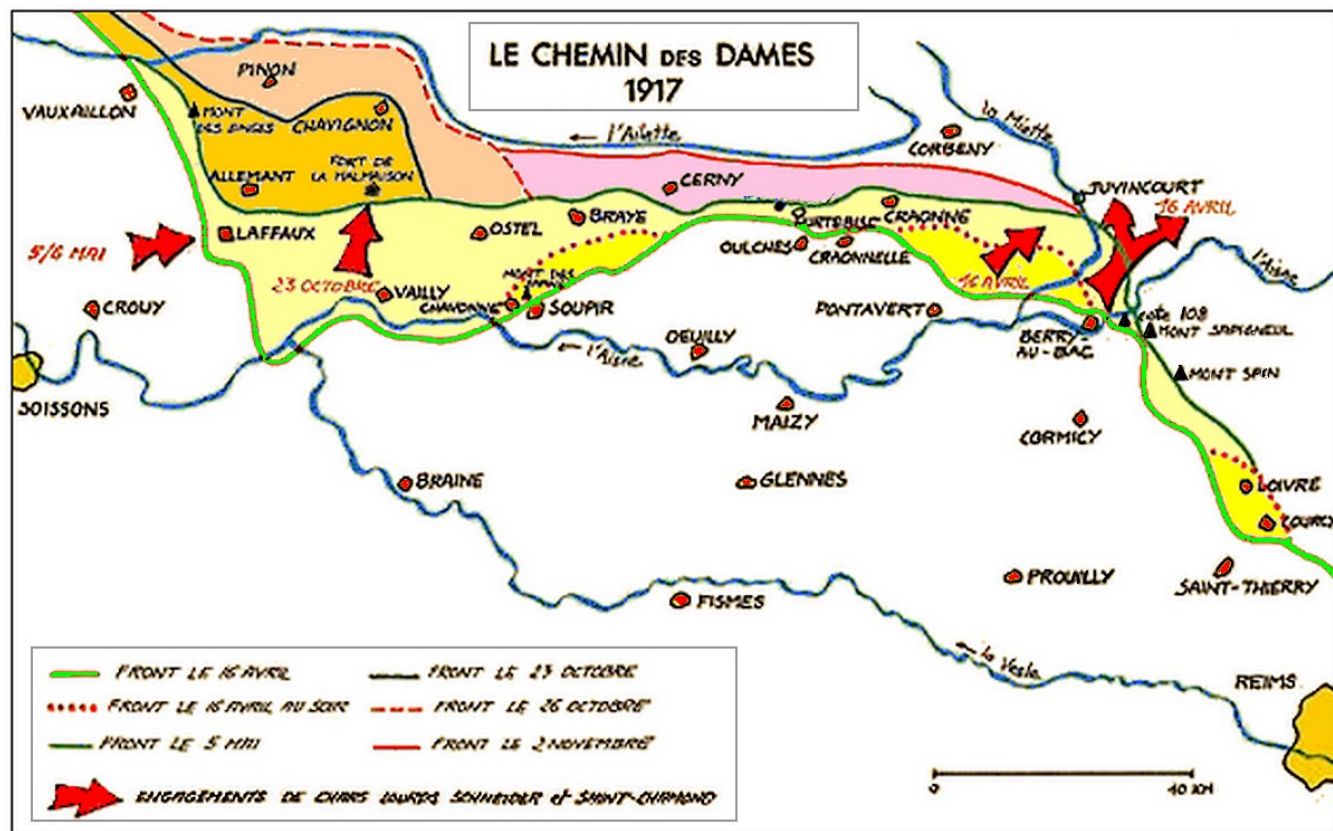 LE CHEMIN DES DAMES
1917
PINON
VAUXAILLON
MONT
DES SINGES
CHAVIGNON
← l'Ailette
la Miette
CORBENY
ALLEMANT
FORT DE
LA MALMAISON
CERNY
JUVINCOURT
16 AVRIL
LAFFAUX
OSTEL
BRAYE
HURTEBISE
CRAONNE
5/6 MAI
OULCHES
CRAONNELLE
l'Aisne
23 OCTOBRE
VAILLY
MONT DES
CHAVONNE
SOUPIR
16 AVRIL
CROUY
PONTAVERT
cote 108
BERRY-
AU-BAC
MONT SAPIGNEUL
OEUILLY
← l'Aisne
MONT SPIN
SOISSONS
MAIZY
CORMICY
BRAINE
GLENNES
LOIVRE
COURCY
PROUILLY
SAINT-THIERRY
FISMES
← la Vesle
REIMS
FRONT LE 16 AVRIL
FRONT LE 23 OCTOBRE
FRONT LE 16 AVRIL AU SOIR
FRONT LE 26 OCTOBRE
FRONT LE 5 MAI
FRONT LE 2 NOVEMBRE
ENGAGEMENTS DE CHARS LOURDS SCHNEIDER et SAINT-CHAMOND
0
10 KM